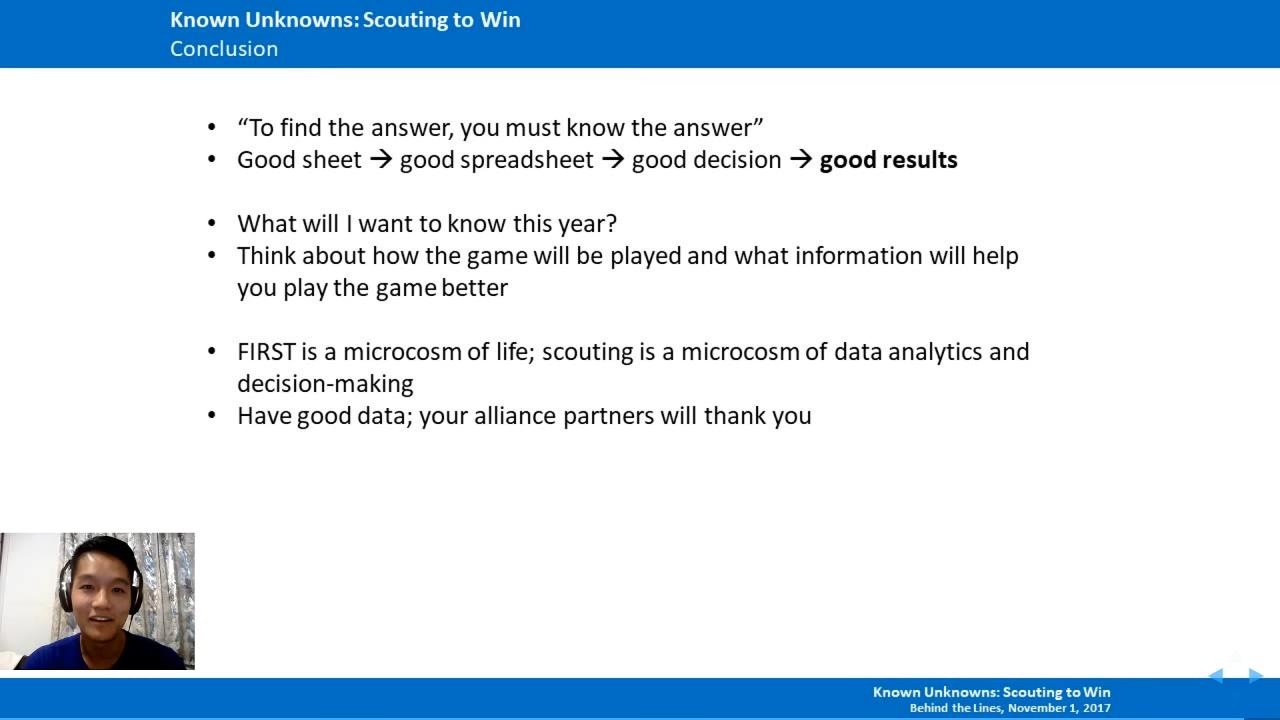 Known Unknowns: Scouting to Win
Conclusion
• “To find the answer, you must know the answer”
• Good sheet → good spreadsheet → good decision → good results
• What will I want to know this year?
• Think about how the game will be played and what information will help
you play the game better
• FIRST is a microcosm of life; scouting is a microcosm of data analytics and
decision-making
• Have good data; your alliance partners will thank you
Known Unknowns: Scouting to Win
Behind the Lines, November 1, 2017